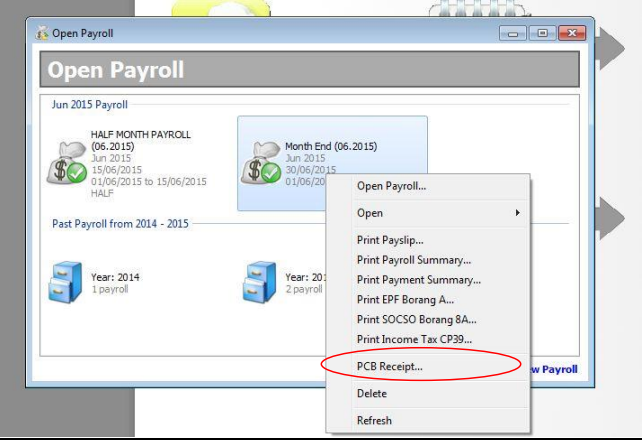 Open Payroll
Open Payroll
Jun 2015 Payroll
HALF MONTH PAYROLL
(06.2015)
Jun 2015
15/06/2015
01/06/2015 to 15/06/2015
HALF
Month End (06.2015)
Jun 2015
30/06/2015
01/06/20
Past Payroll from 2014 - 2015
Year: 2014
1 payroll
Year: 201
2 payroll
Open Payroll...
Open
Print Payslip...
Print Payroll Summary...
Print Payment Summary...
Print EPF Borang A...
Print SOCSO Borang 8A...
Print Income Tax CP39...
PCB Receipt...
Delete
Refresh
w Payroll